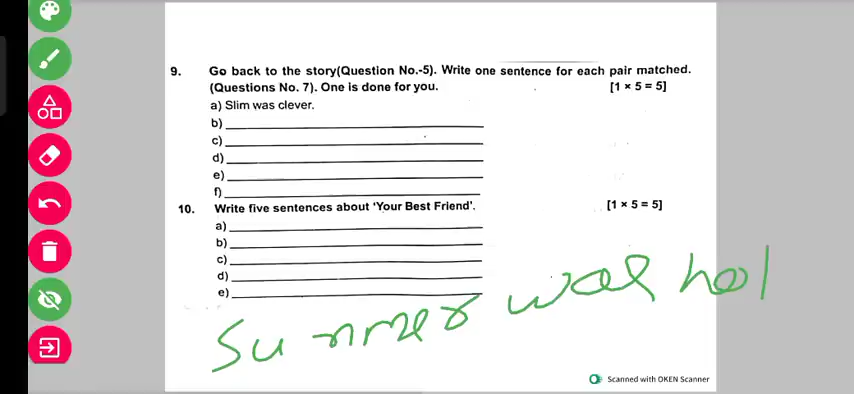 9. Go back to the story(Question No.-5). Write one sentence for each pair matched.
(Questions No. 7). One is done for you. [1 × 5 = 5]
a) Slim was clever.
b)
c)
d)
e)
f)
10. Write five sentences about 'Your Best Friend'. [1 × 5 = 5]
a)
b)
c)
d)
e)
Summer was
Scanned with OKEN Scanner